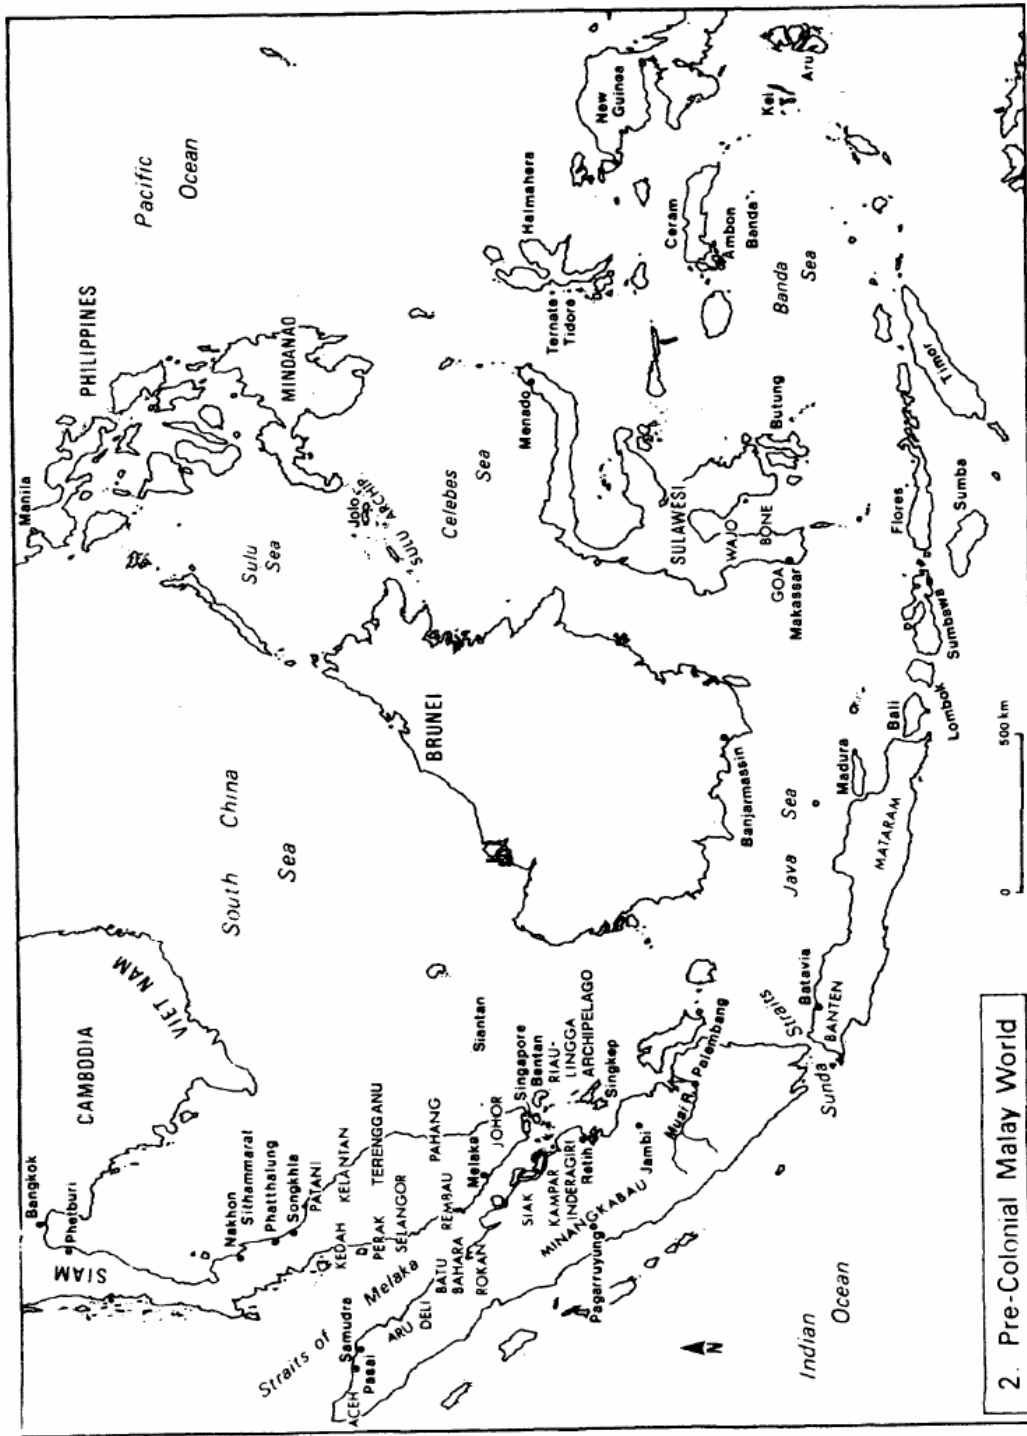 Pacific
Ocean
PHILIPPINES
Manila
MINDANAO
Jolo
SULU ARCHIP
Sulu
Sea
Celebes
Sea
South China
Sea
VIET NAM
CAMBODIA
Bangkok
Phetburi
SIAM
Nakhon
Sithammarat
Phatthalung
Songkhla
PATANI
KEDAH
KELANTAN
PERAK
TERENGGANU
SELANGOR
PAHANG
REMBAU
Melaka
JOHOR
Singapore
Bentan
RIAU-
LINGGA
ARCHIPELAGO
Singkep
Siantan
Straits of Melaka
ACEH
Samudra
Pasai
ARU
DELI
BATU
BAHARA
ROKAN
SIAK
KAMPAR
INDERAGIRI
Retih
MINANGKABAU
Pagarruyung
Jambi
Musi R.
Palembang
Sunda Straits
Batavia
BANTEN
MATARAM
Java Sea
Madura
Bali
Lombok
Sumbawa
Flores
Sumba
Timor
BRUNEI
Banjarmassin
SULAWESI
WAJO
BONE
GOA
Makassar
Butung
Menado
Halmahera
Ternate
Tidore
New
Guinea
Ceram
Ambon
Banda
Banda
Sea
Kei
Aru
Indian
Ocean
N
0 500 km
2. Pre-Colonial Malay World